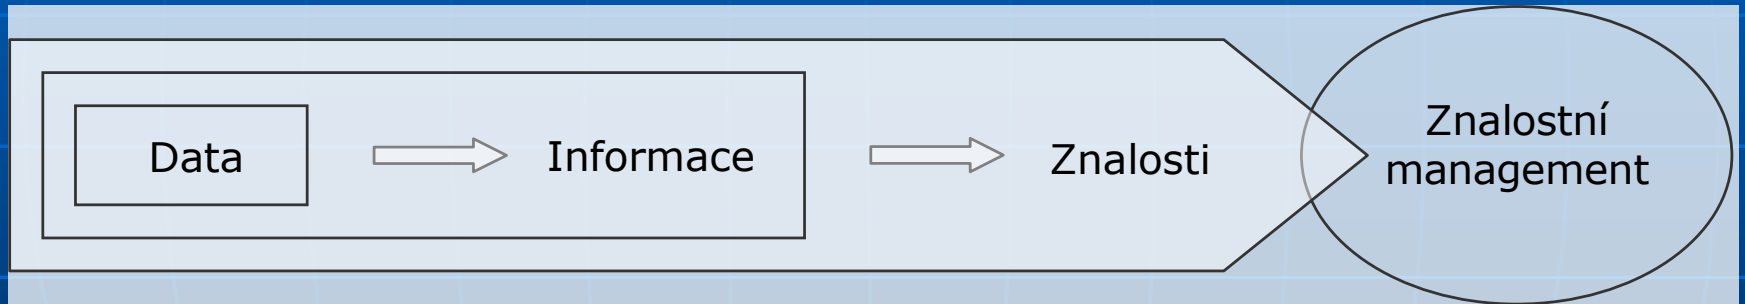 Data
Informace
Znalosti
Znalostní
management